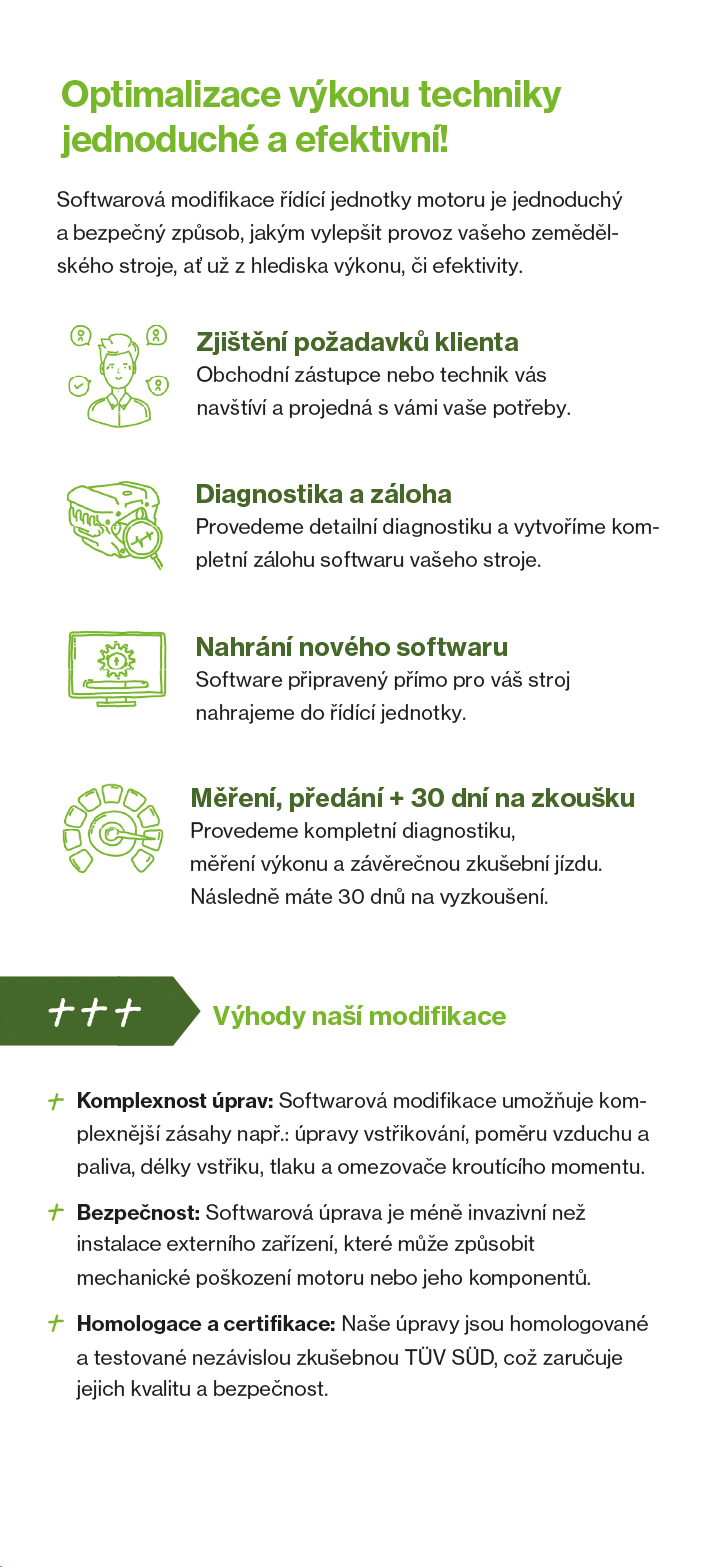 Optimalizace výkonu techniky
jednoduché a efektivní!
Softwarová modifikace řídící jednotky motoru je jednoduchý
a bezpečný způsob, jakým vylepšit provoz vašeho zeměděl-
ského stroje, ať už z hlediska výkonu, či efektivity.
Zjištění požadavků klienta
Obchodní zástupce nebo technik vás
navštíví a projedná s vámi vaše potřeby.
Diagnostika a záloha
Provedeme detailní diagnostiku a vytvoříme kom-
pletní zálohu softwaru vašeho stroje.
Nahrání nového softwaru
Software připravený přímo pro váš stroj
nahrajeme do řídící jednotky.
Měření, předání + 30 dní na zkoušku
Provedeme kompletní diagnostiku,
měření výkonu a závěrečnou zkušební jízdu.
Následně máte 30 dnů na vyzkoušení.
+++ Výhody naší modifikace
+ Komplexnost úprav: Softwarová modifikace umožňuje kom-
plexnější zásahy např.: úpravy vstřikování, poměru vzduchu a
paliva, délky vstřiku, tlaku a omezovače kroutícího momentu.
+ Bezpečnost: Softwarová úprava je méně invazivní než
instalace externího zařízení, které může způsobit
mechanické poškození motoru nebo jeho komponentů.
+ Homologace a certifikace: Naše úpravy jsou homologované
a testované nezávislou zkušebnou TÜV SÜD, což zaručuje
jejich kvalitu a bezpečnost.